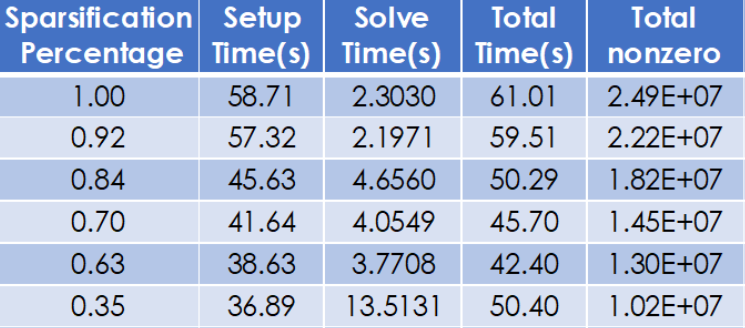 Sparsification Percentage Setup Time(s) Solve Time(s) Total Time(s) Total nonzero
1.00 58.71 2.3030 61.01 2.49E+07
0.92 57.32 2.1971 59.51 2.22E+07
0.84 45.63 4.6560 50.29 1.82E+07
0.70 41.64 4.0549 45.70 1.45E+07
0.63 38.63 3.7708 42.40 1.30E+07
0.35 36.89 13.5131 50.40 1.02E+07